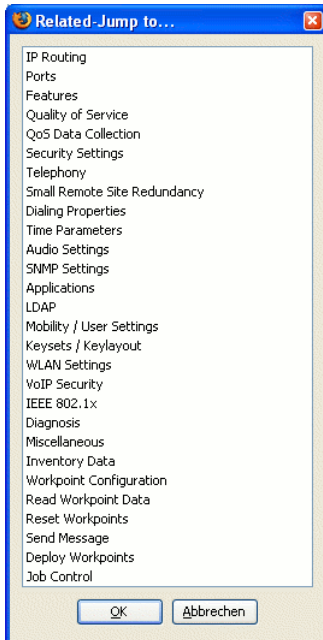 Related-Jump to...
IP Routing
Ports
Features
Quality of Service
QoS Data Collection
Security Settings
Telephony
Small Remote Site Redundancy
Dialing Properties
Time Parameters
Audio Settings
SNMP Settings
Applications
LDAP
Mobility / User Settings
Keysets / Keylayout
WLAN Settings
VoIP Security
IEEE 802.1x
Diagnosis
Miscellaneous
Inventory Data
Workpoint Configuration
Read Workpoint Data
Reset Workpoints
Send Message
Deploy Workpoints
Job Control
OK Abbrechen